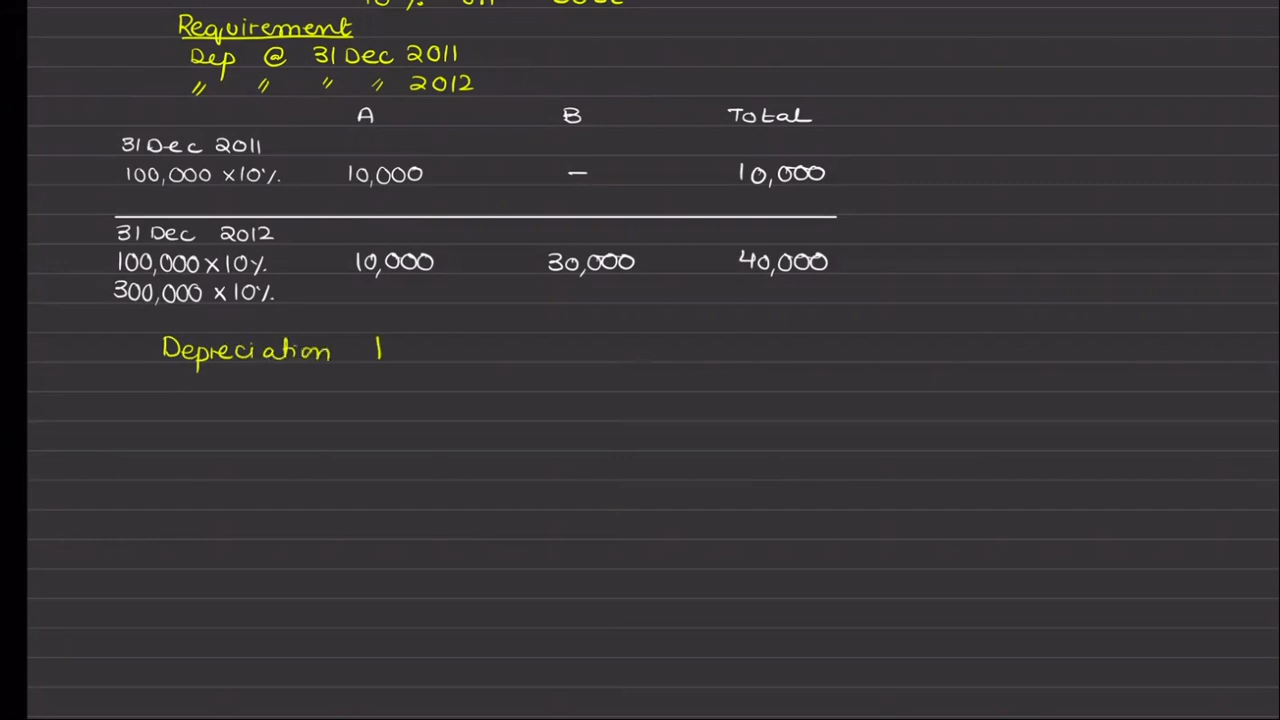 Requirement
Dep @ 31 Dec 2011
" " " " 2012
A B Total
31 Dec 2011
100,000 x 10% 10,000 — 10,000
31 Dec 2012
100,000 x 10% 10,000 30,000 40,000
300,000 x 10%
Depreciation